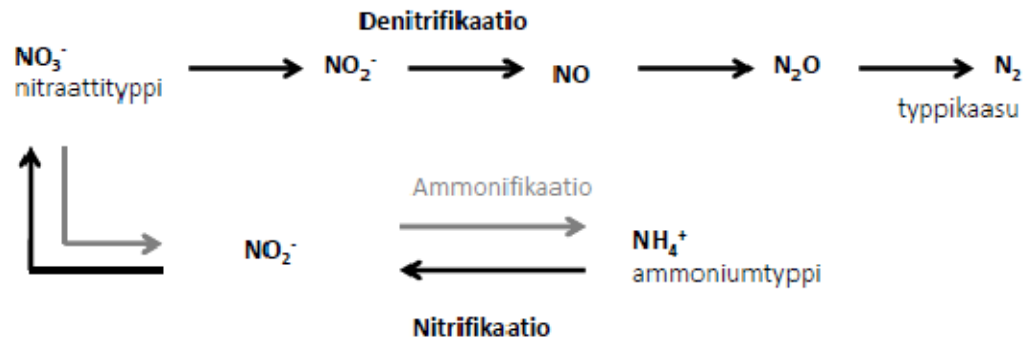 Denitrifikaatio
NO₃⁻ NO₂⁻ NO N₂O N₂
nitraattityppi
typpikaasu
Ammonifikaatio
NO₂⁻ NH₄⁺
ammoniumtyppi
Nitrifikaatio